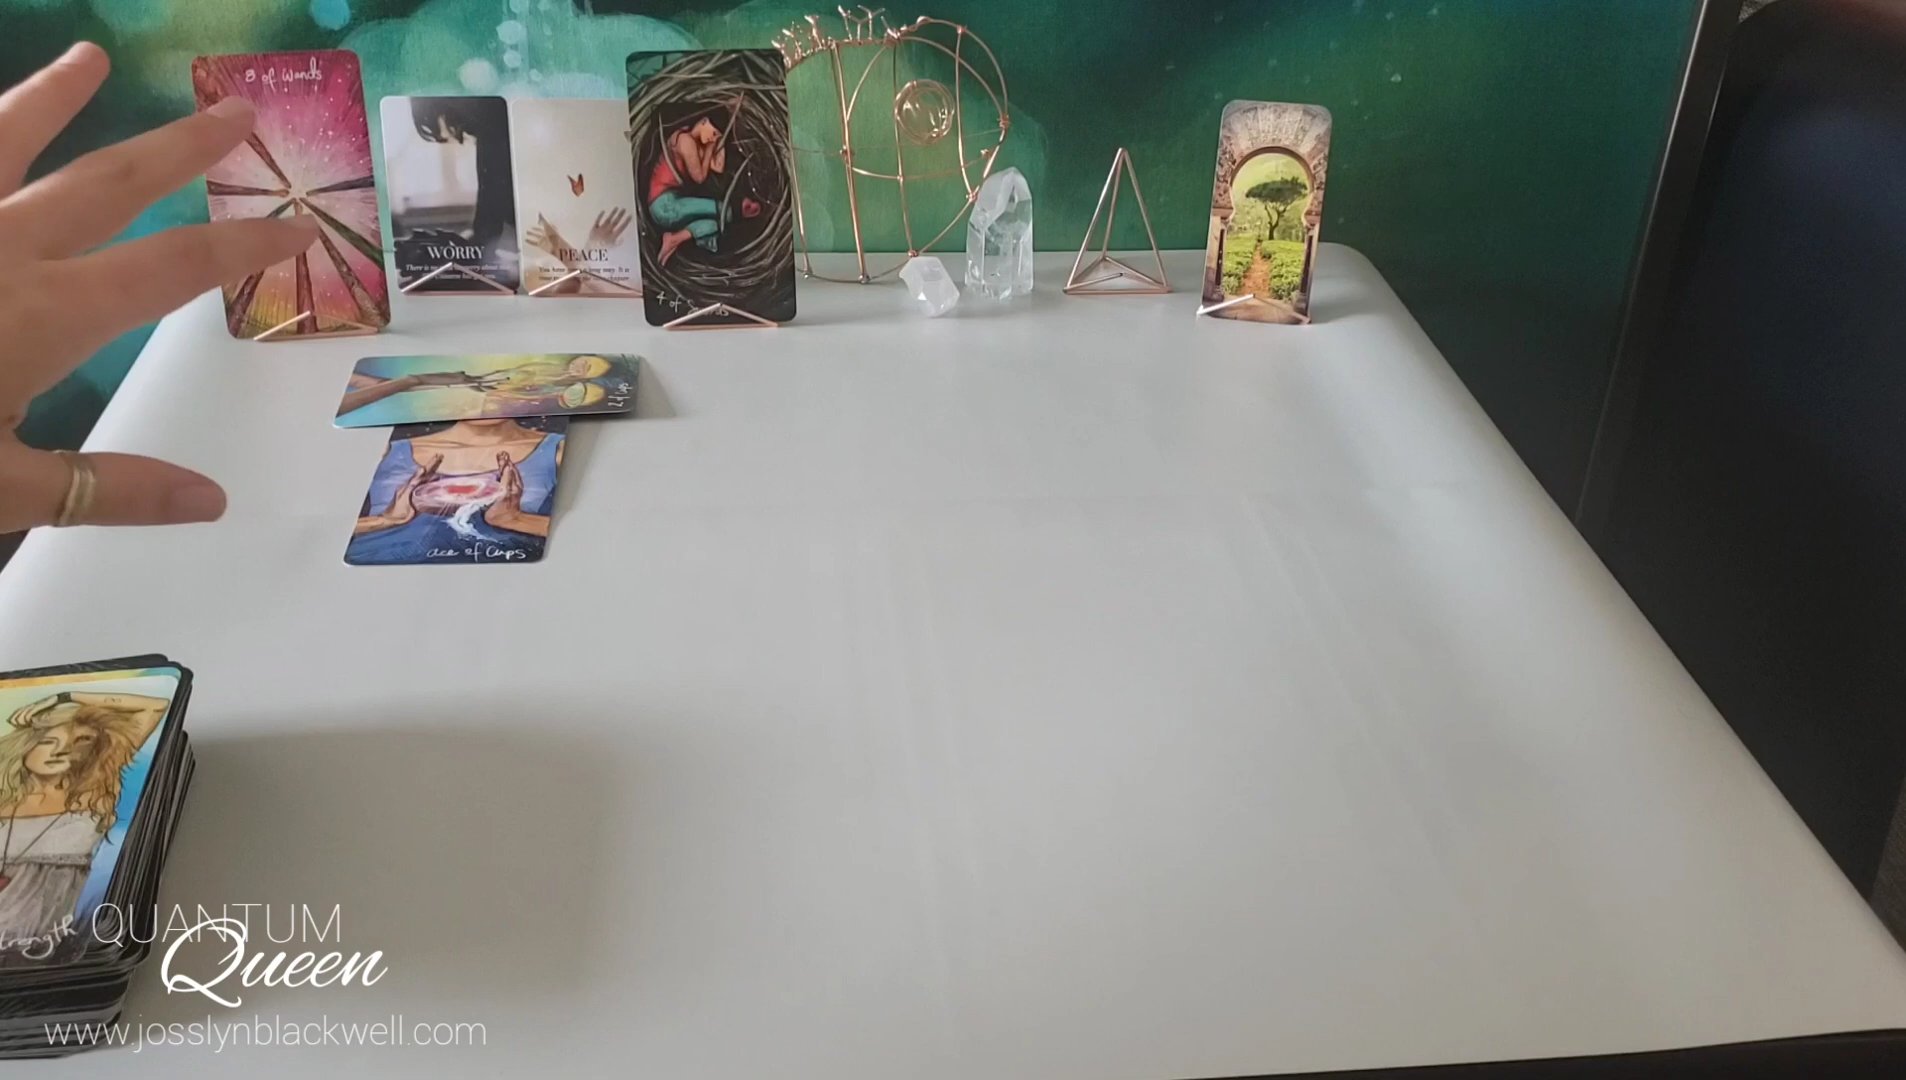 8 of Wands
WORRY
PEACE
4 of Swords
2 of Cups
ace of Cups
Strength
QUANTUM
Queen
www.josslynblackwell.com